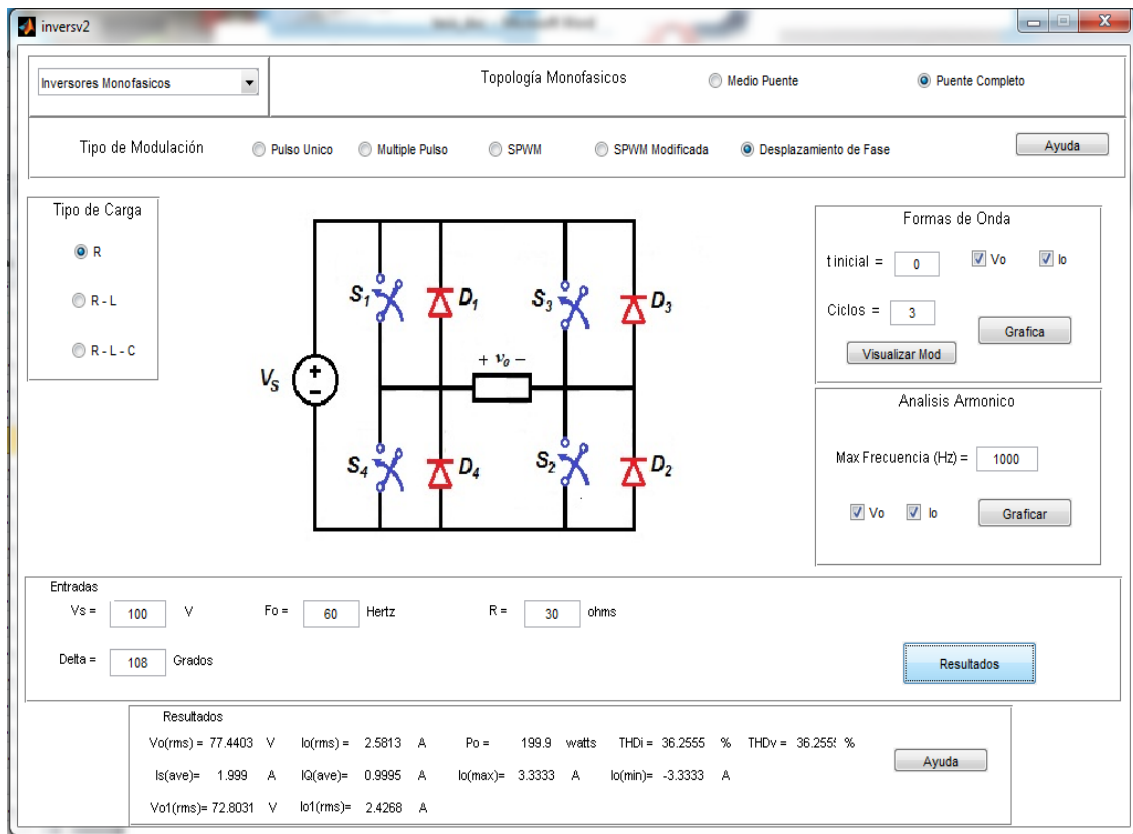 inversv2
Inversores Monofasicos
Topología Monofasicos
Medio Puente
Puente Completo
Tipo de Modulación
Pulso Unico
Multiple Pulso
SPWM
SPWM Modificada
Desplazamiento de Fase
Ayuda
Tipo de Carga
R
R - L
R - L - C
S1
D1
S3
D3
VS
+ vo −
S4
D4
S2
D2
Formas de Onda
t inicial = 0
Vo
Io
Ciclos = 3
Grafica
Visualizar Mod
Analisis Armonico
Max Frecuencia (Hz) = 1000
Vo
Io
Graficar
Entradas
Vs = 100 V
Fo = 60 Hertz
R = 30 ohms
Delta = 108 Grados
Resultados
Resultados
Vo(rms) = 77.4403 V Io(rms) = 2.5813 A Po = 199.9 watts THDi = 36.2555 % THDv = 36.255 %
Is(ave)= 1.999 A IQ(ave)= 0.9995 A Io(max)= 3.3333 A Io(min)= -3.3333 A
Vo1(rms)= 72.8031 V Io1(rms)= 2.4268 A
Ayuda